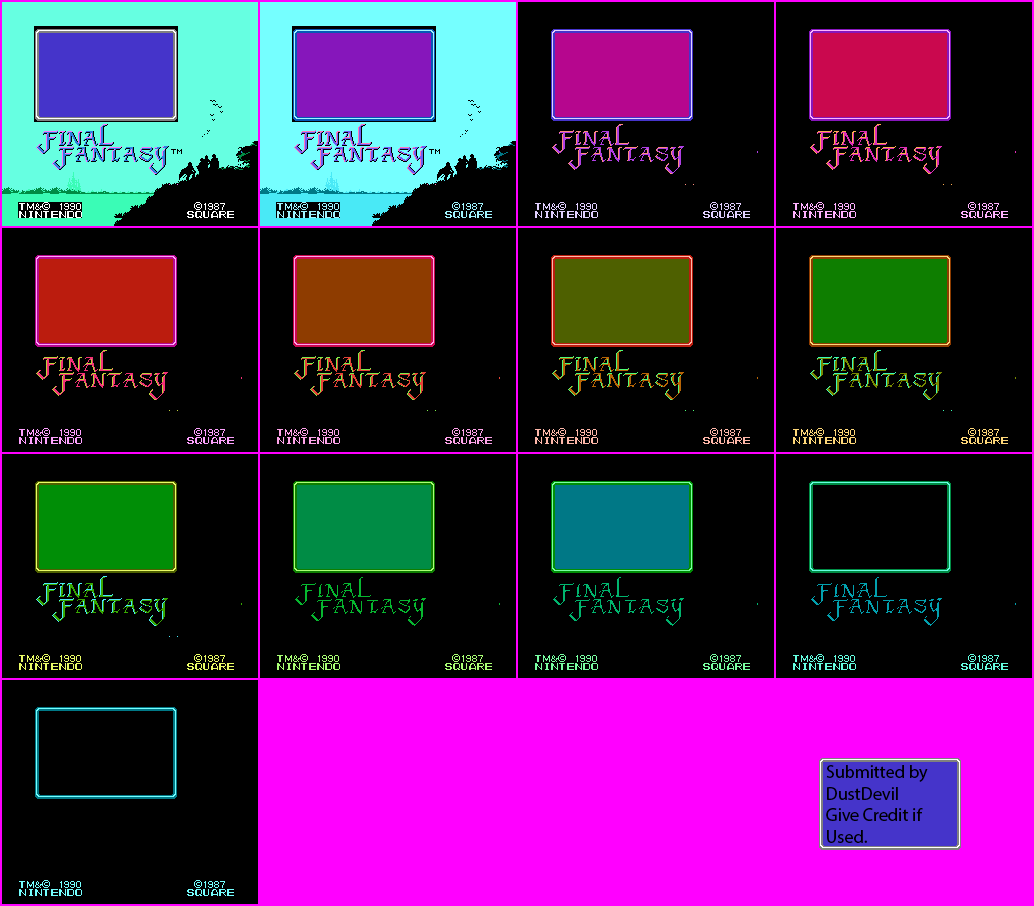 FINAL
FANTASY™
TM&© 1990 ©1987
NINTENDO SQUARE
FINAL
FANTASY™
TM&© 1990 ©1987
NINTENDO SQUARE
FINAL
FANTASY
TM&© 1990 ©1987
NINTENDO SQUARE
FINAL
FANTASY
TM&© 1990 ©1987
NINTENDO SQUARE
FINAL
FANTASY
TM&© 1990 ©1987
NINTENDO SQUARE
FINAL
FANTASY
TM&© 1990 ©1987
NINTENDO SQUARE
FINAL
FANTASY
TM&© 1990 ©1987
NINTENDO SQUARE
FINAL
FANTASY
TM&© 1990 ©1987
NINTENDO SQUARE
FINAL
FANTASY
TM&© 1990 ©1987
NINTENDO SQUARE
FINAL
FANTASY
TM&© 1990 ©1987
NINTENDO SQUARE
FINAL
FANTASY
TM&© 1990 ©1987
NINTENDO SQUARE
FINAL
FANTASY
TM&© 1990 ©1987
NINTENDO SQUARE
TM&© 1990 ©1987
NINTENDO SQUARE
Submitted by
DustDevil
Give Credit if
Used.